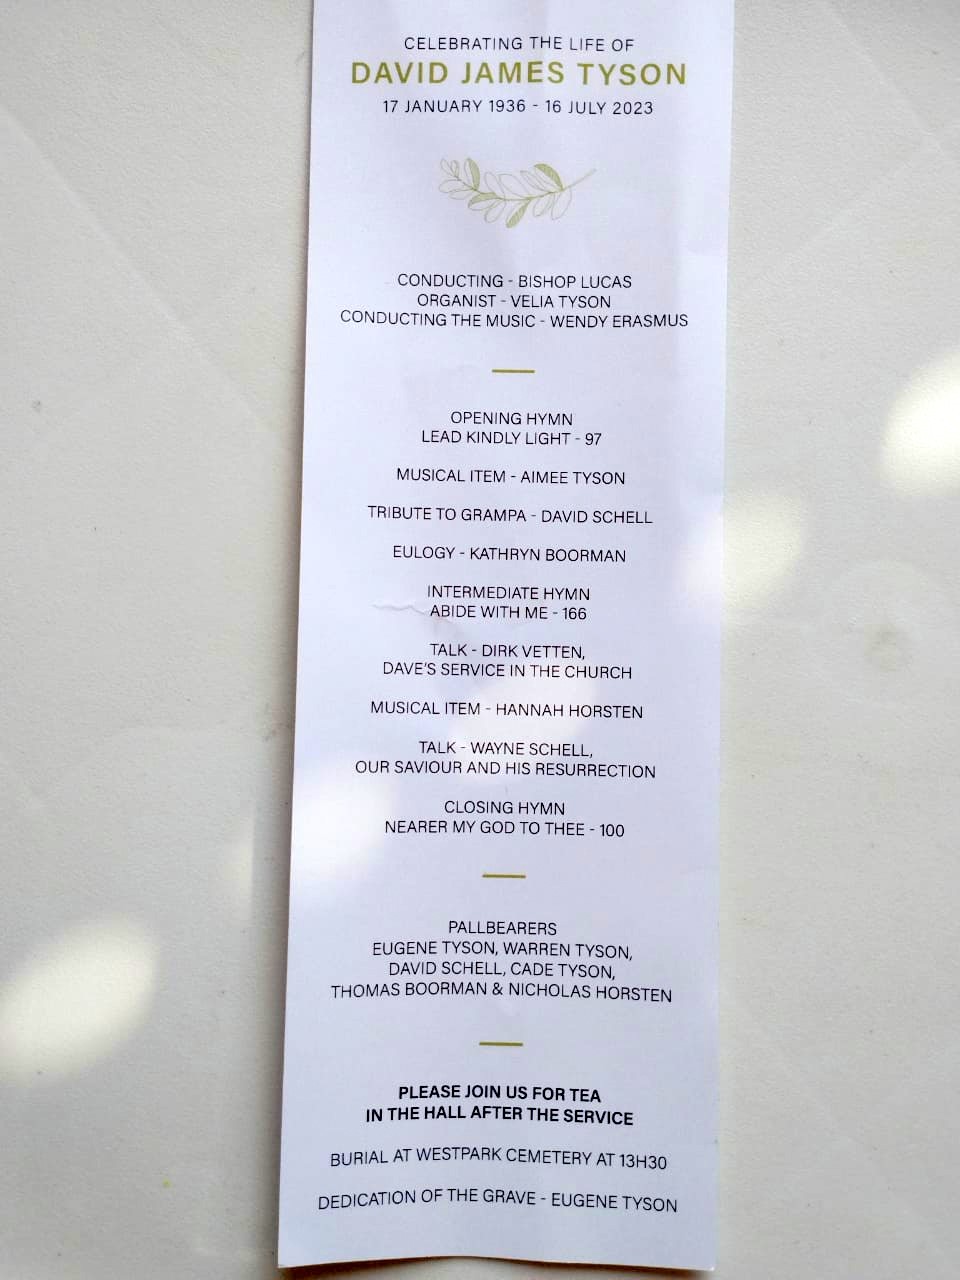 CELEBRATING THE LIFE OF
DAVID JAMES TYSON
17 JANUARY 1936 - 16 JULY 2023
CONDUCTING - BISHOP LUCAS
ORGANIST - VELIA TYSON
CONDUCTING THE MUSIC - WENDY ERASMUS
OPENING HYMN
LEAD KINDLY LIGHT - 97
MUSICAL ITEM - AIMEE TYSON
TRIBUTE TO GRAMPA - DAVID SCHELL
EULOGY - KATHRYN BOORMAN
INTERMEDIATE HYMN
ABIDE WITH ME - 166
TALK - DIRK VETTEN,
DAVE'S SERVICE IN THE CHURCH
MUSICAL ITEM - HANNAH HORSTEN
TALK - WAYNE SCHELL,
OUR SAVIOUR AND HIS RESURRECTION
CLOSING HYMN
NEARER MY GOD TO THEE - 100
PALLBEARERS
EUGENE TYSON, WARREN TYSON,
DAVID SCHELL, CADE TYSON,
THOMAS BOORMAN & NICHOLAS HORSTEN
PLEASE JOIN US FOR TEA
IN THE HALL AFTER THE SERVICE
BURIAL AT WESTPARK CEMETERY AT 13H30
DEDICATION OF THE GRAVE - EUGENE TYSON